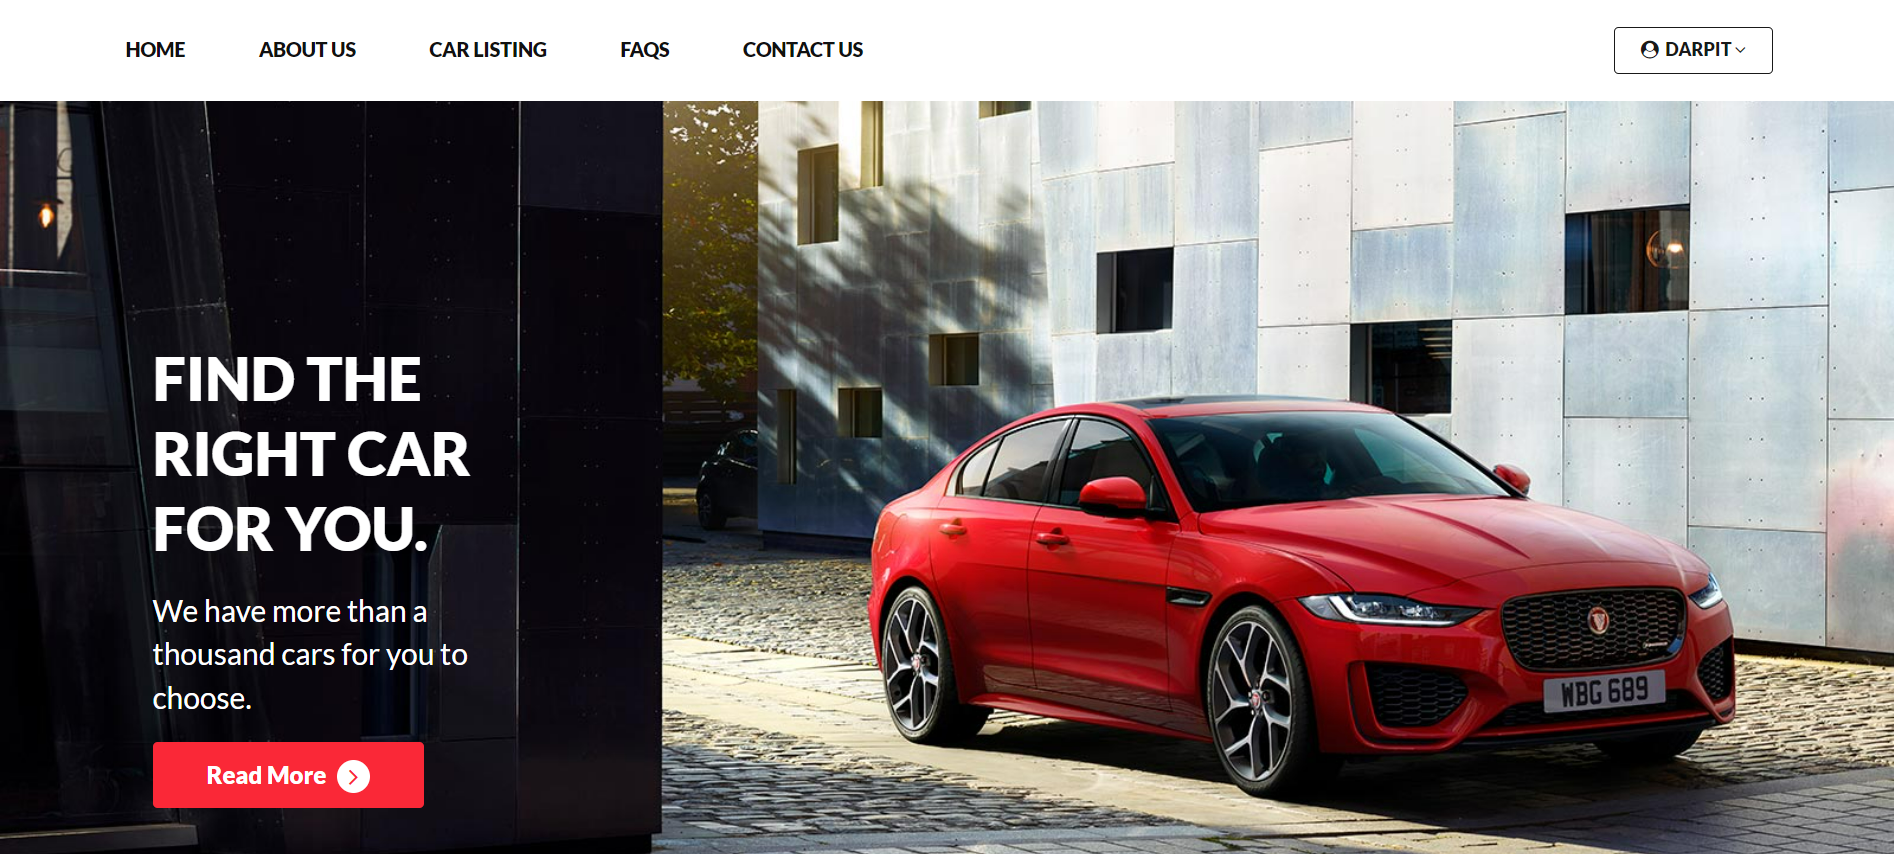 HOME ABOUT US CAR LISTING FAQS CONTACT US DARPIT
FIND THE
RIGHT CAR
FOR YOU.
We have more than a
thousand cars for you to
choose.
Read More
WBG 689